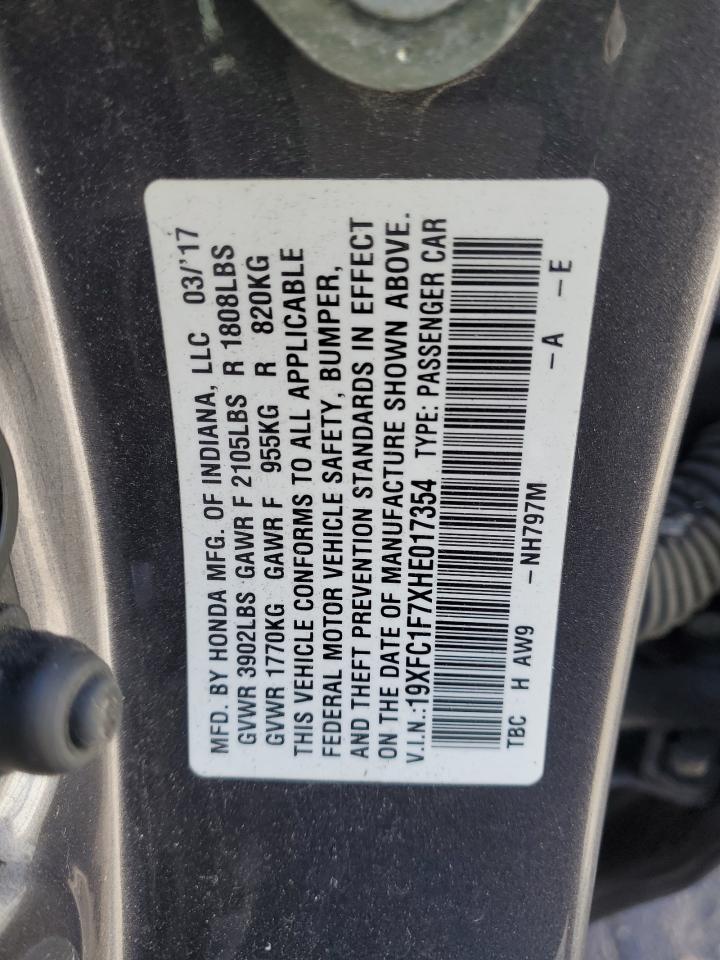 MFD. BY HONDA MFG. OF INDIANA, LLC 03/'17
GVWR 3902LBS GAWR F 2105LBS R 1808LBS
GVWR 1770KG GAWR F 955KG R 820KG
THIS VEHICLE CONFORMS TO ALL APPLICABLE
FEDERAL MOTOR VEHICLE SAFETY, BUMPER,
AND THEFT PREVENTION STANDARDS IN EFFECT
ON THE DATE OF MANUFACTURE SHOWN ABOVE.
V.I.N.:19XFC1F7XHE017354 TYPE: PASSENGER CAR
TBC H AW9 -NH797M -A -E